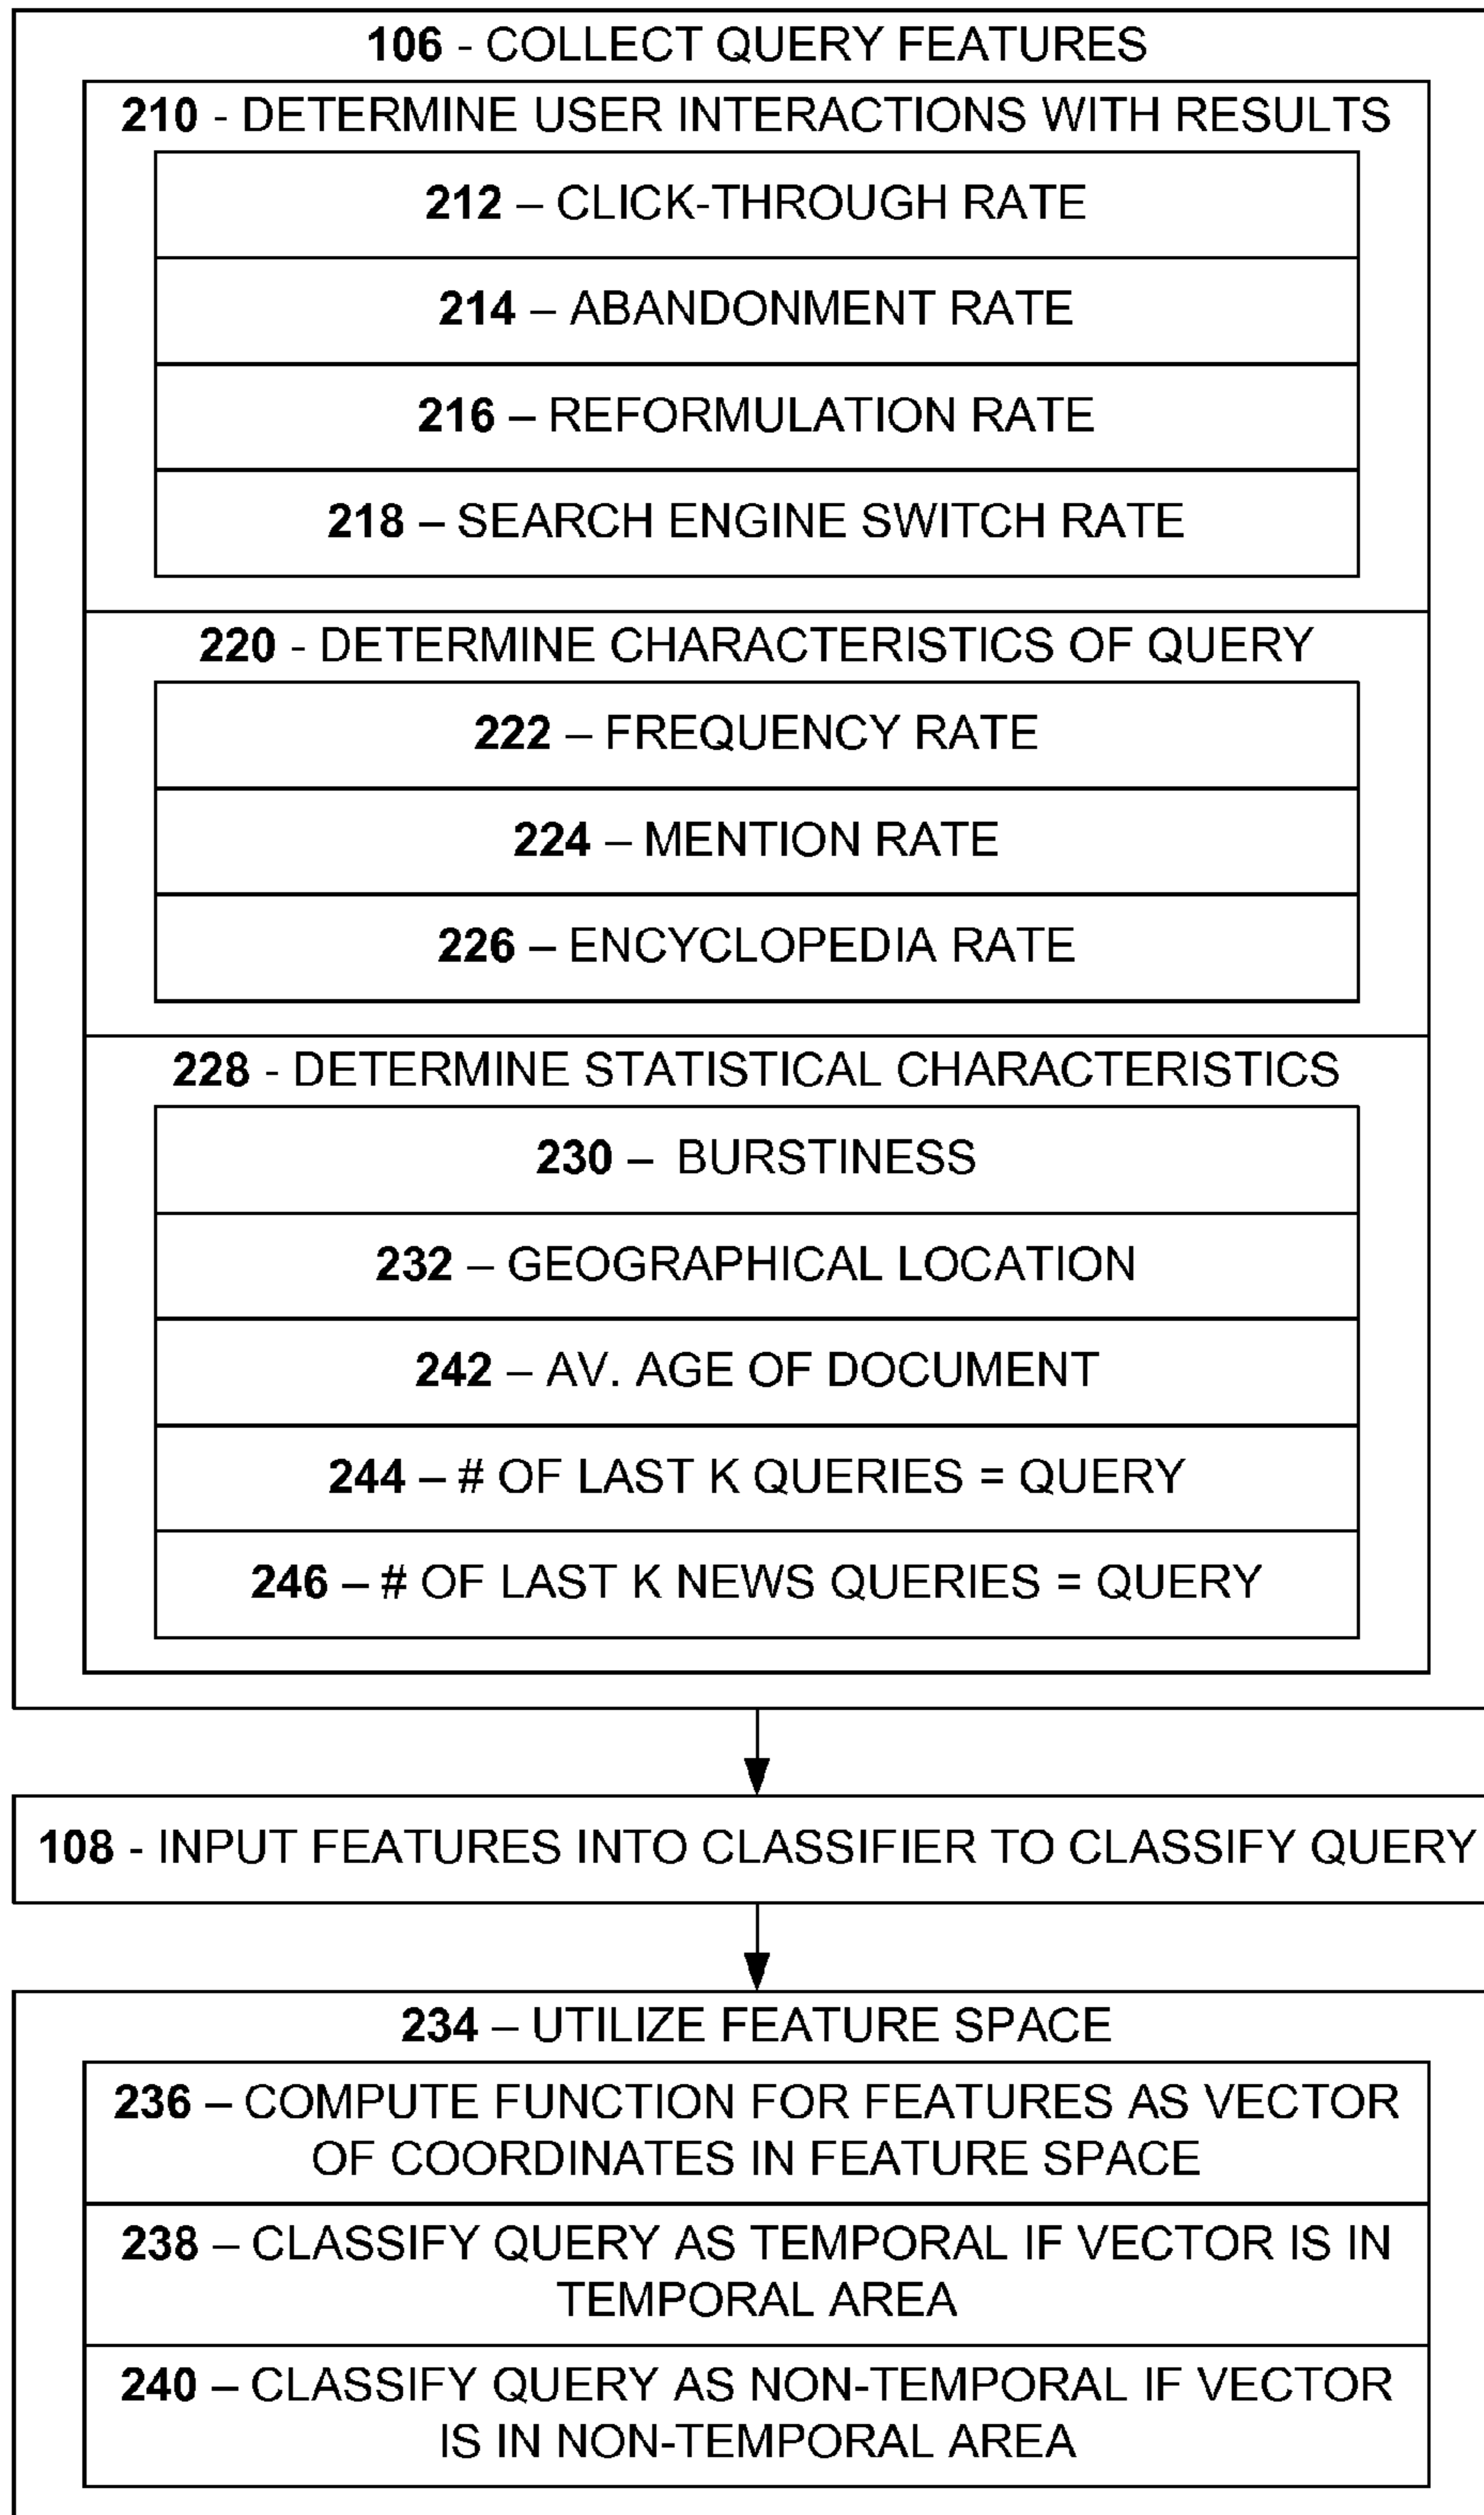 106 - COLLECT QUERY FEATURES
210 - DETERMINE USER INTERACTIONS WITH RESULTS
212 – CLICK-THROUGH RATE
214 – ABANDONMENT RATE
216 – REFORMULATION RATE
218 – SEARCH ENGINE SWITCH RATE
220 - DETERMINE CHARACTERISTICS OF QUERY
222 – FREQUENCY RATE
224 – MENTION RATE
226 – ENCYCLOPEDIA RATE
228 - DETERMINE STATISTICAL CHARACTERISTICS
230 – BURSTINESS
232 – GEOGRAPHICAL LOCATION
242 – AV. AGE OF DOCUMENT
244 – # OF LAST K QUERIES = QUERY
246 – # OF LAST K NEWS QUERIES = QUERY
108 - INPUT FEATURES INTO CLASSIFIER TO CLASSIFY QUERY
234 – UTILIZE FEATURE SPACE
236 – COMPUTE FUNCTION FOR FEATURES AS VECTOR
OF COORDINATES IN FEATURE SPACE
238 – CLASSIFY QUERY AS TEMPORAL IF VECTOR IS IN
TEMPORAL AREA
240 – CLASSIFY QUERY AS NON-TEMPORAL IF VECTOR
IS IN NON-TEMPORAL AREA